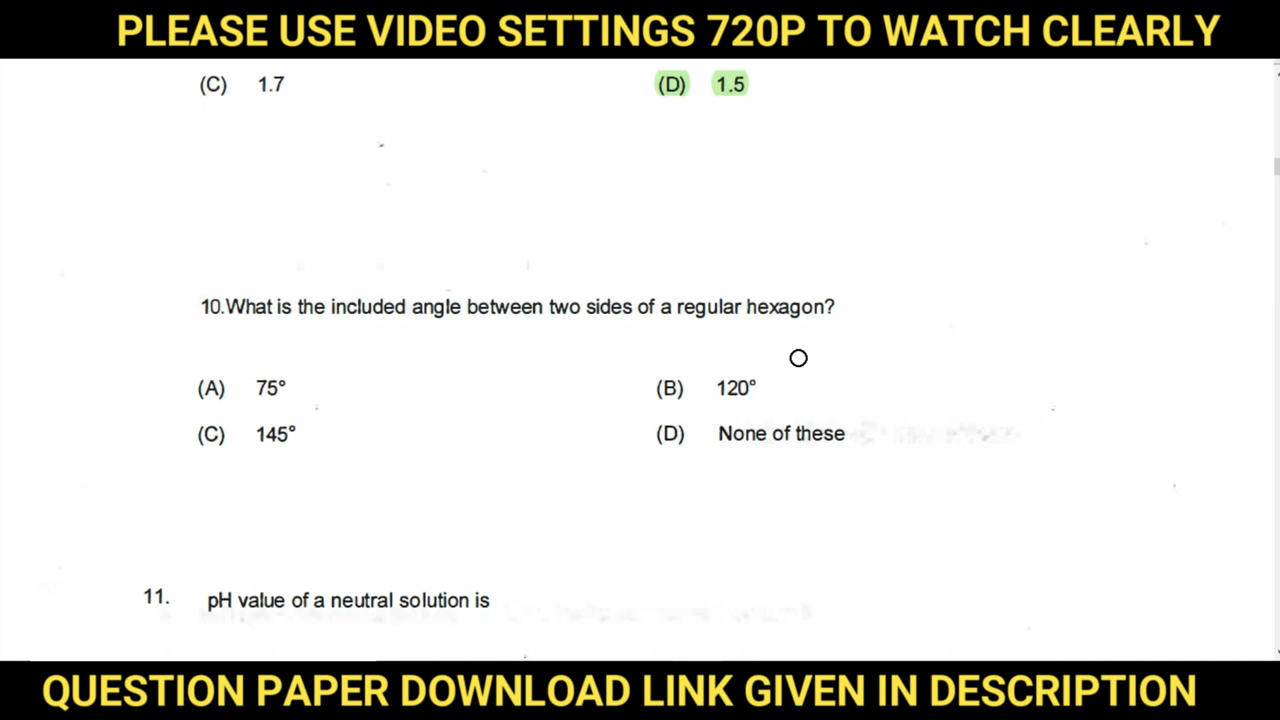 PLEASE USE VIDEO SETTINGS 720P TO WATCH CLEARLY
(C) 1.7 (D) 1.5
10.What is the included angle between two sides of a regular hexagon?
(A) 75° (B) 120°
(C) 145° (D) None of these
11. pH value of a neutral solution is
QUESTION PAPER DOWNLOAD LINK GIVEN IN DESCRIPTION